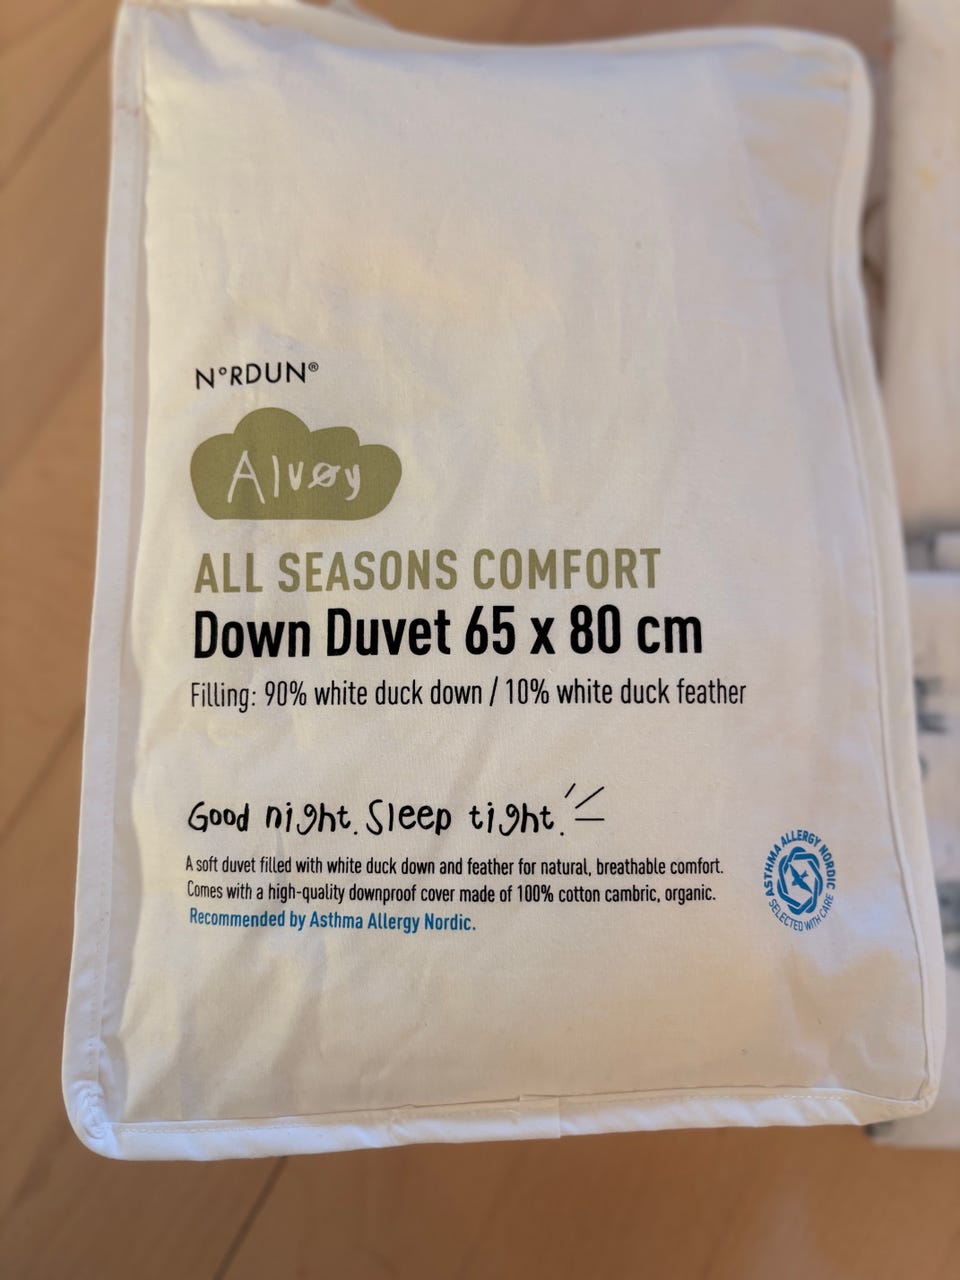 N°RDUN®
Alvøy
ALL SEASONS COMFORT
Down Duvet 65 x 80 cm
Filling: 90% white duck down / 10% white duck feather
Good night. Sleep tight.
A soft duvet filled with white duck down and feather for natural, breathable comfort.
Comes with a high-quality downproof cover made of 100% cotton cambric, organic.
Recommended by Asthma Allergy Nordic.
ASTHMA ALLERGY NORDIC
SELECTED WITH CARE